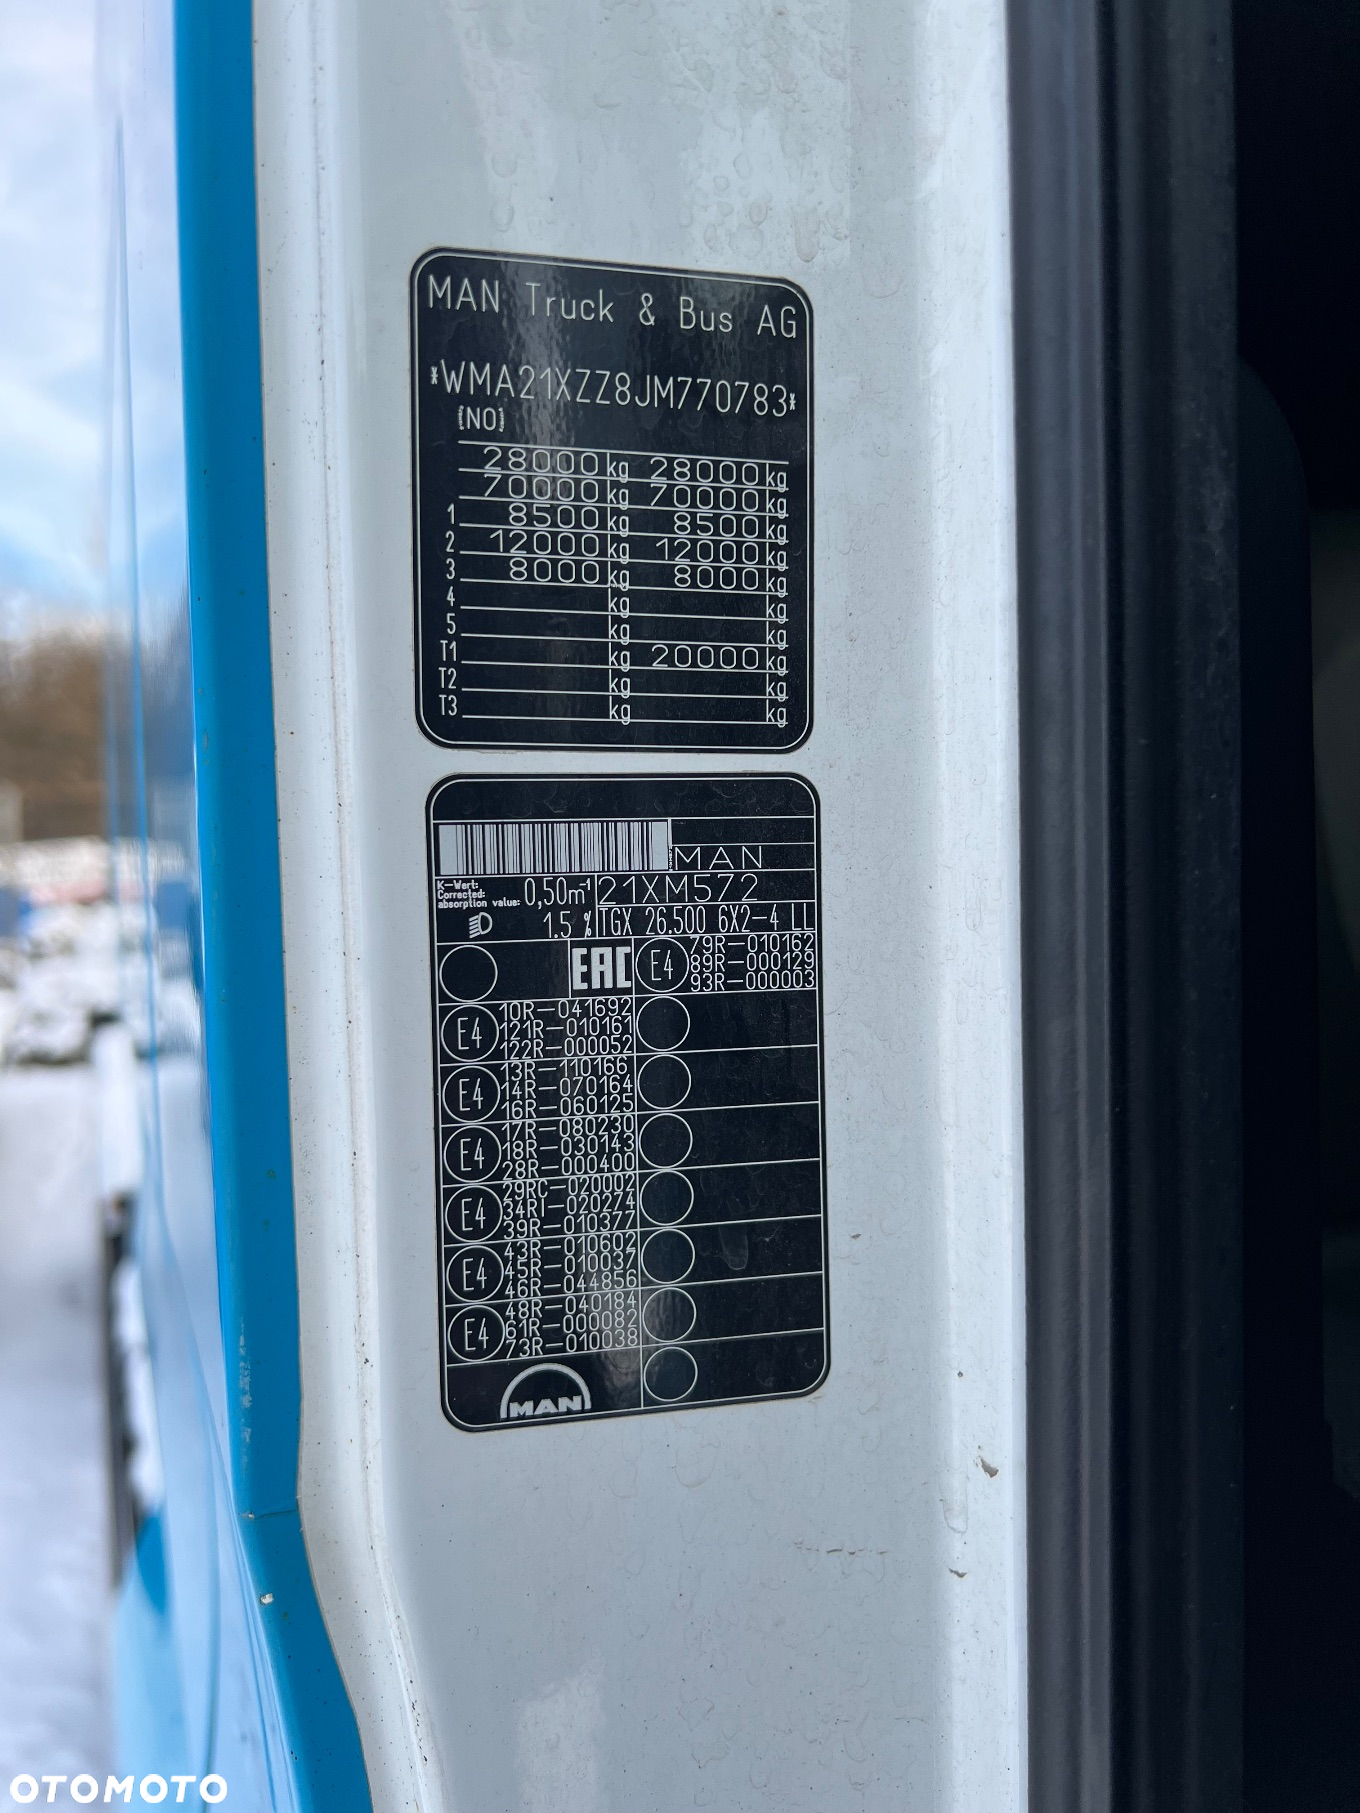 MAN Truck & Bus AG
*WMA21XZZ8JM770783*
(NO)
28000 kg 28000 kg
70000 kg 70000 kg
1 8500 kg 8500 kg
2 12000 kg 12000 kg
3 8000 kg 8000 kg
4 kg kg
5 kg kg
T1 kg 20000 kg
T2 kg kg
T3 kg kg
MAN
K-Wert:
Corrected
absorption value: 0,50m⁻¹ 21XM572
1.5 % TGX 26.500 6X2-4 LL
EAC E4 79R-010162
89R-000129
93R-000003
E4 10R-041692
121R-010161
122R-000052
E4 13R-110166
14R-070164
16R-060125
E4 17R-080230
18R-030143
28R-000400
E4 29RC-020002
34RI-020274
39R-010377
E4 43R-010602
45R-010037
46R-044856
E4 48R-040184
61R-000082
73R-010038
MAN
OTOMOTO